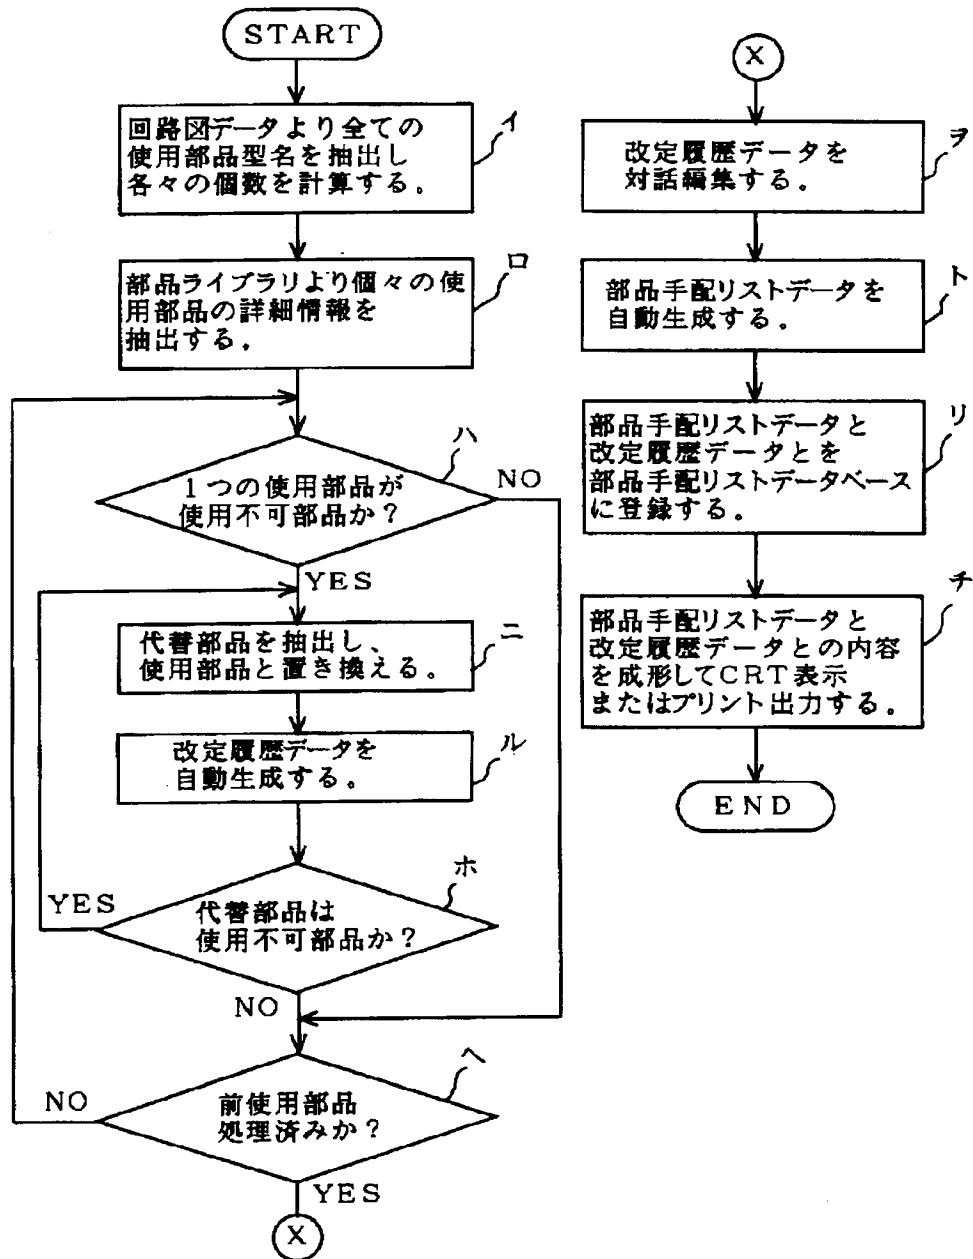 START
回路図データより全ての
使用部品型名を抽出し
各々の個数を計算する。
イ
部品ライブラリより個々の使
用部品の詳細情報を
抽出する。
ロ
1つの使用部品が
使用不可部品か?
ハ
NO
YES
代替部品を抽出し、
使用部品と置き換える。
ニ
改定履歴データを
自動生成する。
ル
代替部品は
使用不可部品か?
ホ
YES
NO
前使用部品
処理済みか?
ヘ
NO
YES
X
X
改定履歴データを
対話編集する。
ヲ
部品手配リストデータを
自動生成する。
ト
部品手配リストデータと
改定履歴データとを
部品手配リストデータベース
に登録する。
リ
部品手配リストデータと
改定履歴データとの内容
を成形してCRT表示
またはプリント出力する。
チ
END